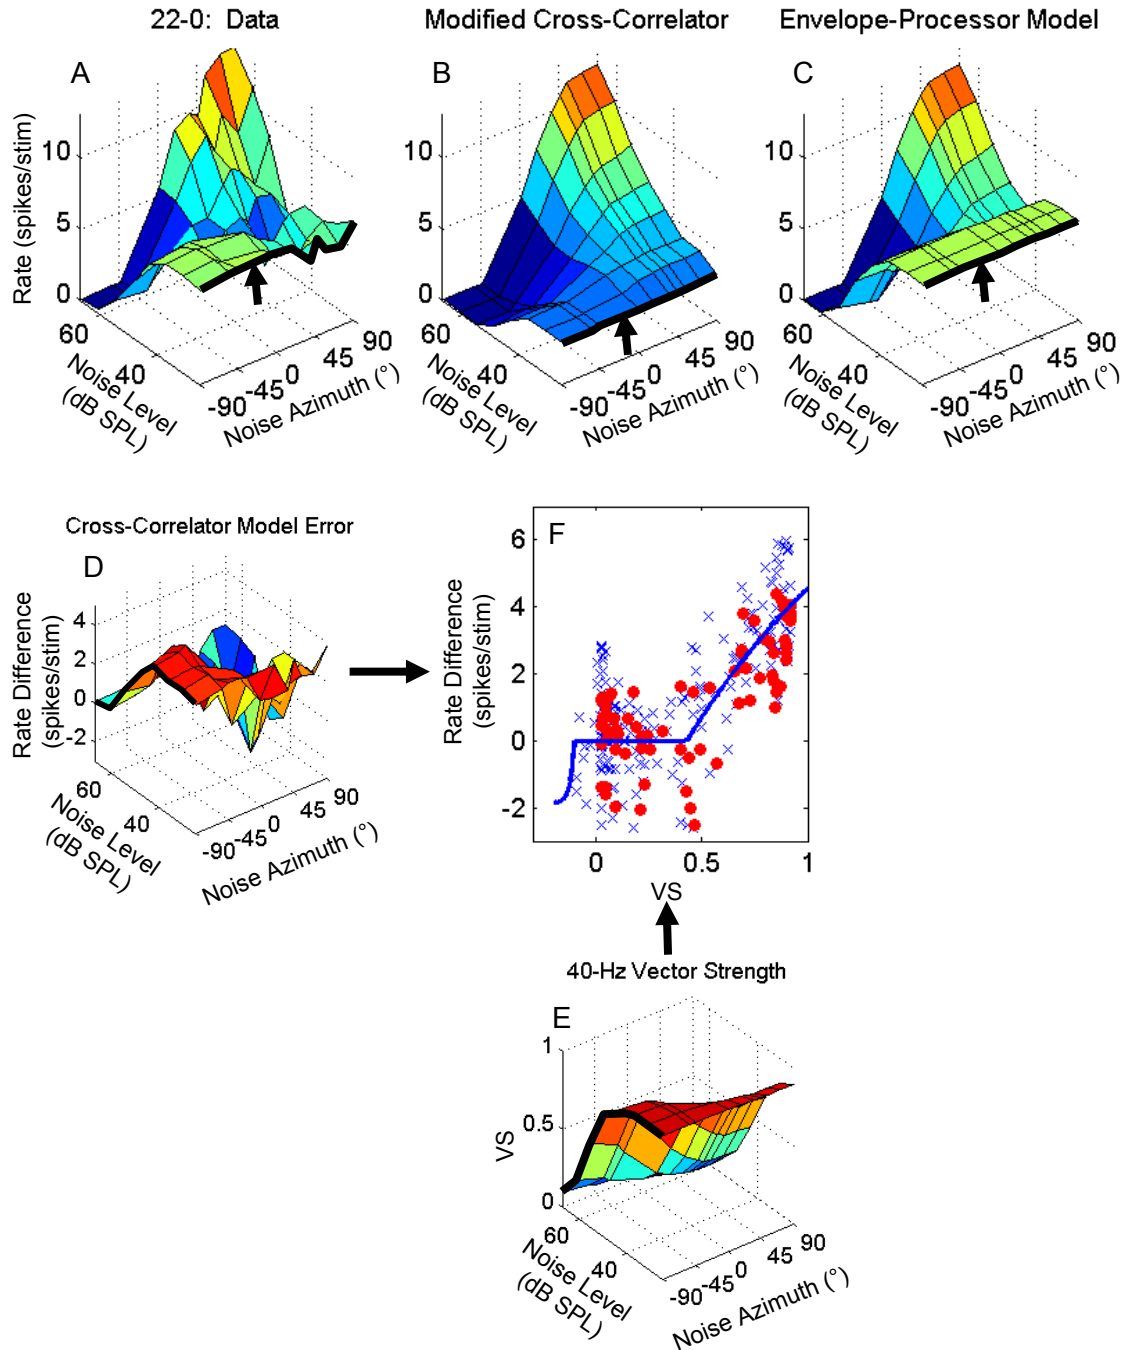 22-0: Data
Modified Cross-Correlator
Envelope-Processor Model
A
B
C
Rate (spikes/stim)
10
5
0
10
5
0
10
5
0
60
40
Noise Level
(dB SPL)
-90
-45
0
45
90
Noise Azimuth (°)
60
40
Noise Level
(dB SPL)
-90
-45
0
45
90
Noise Azimuth (°)
60
40
Noise Level
(dB SPL)
-90
-45
0
45
90
Noise Azimuth (°)
Cross-Correlator Model Error
D
Rate Difference
(spikes/stim)
4
2
0
-2
60
40
Noise Level
(dB SPL)
-90
-45
0
45
90
Noise Azimuth (°)
F
Rate Difference
(spikes/stim)
6
4
2
0
-2
0
0.5
1
VS
40-Hz Vector Strength
E
VS
1
0.5
0
60
40
Noise Level
(dB SPL)
-90
-45
0
45
90
Noise Azimuth (°)